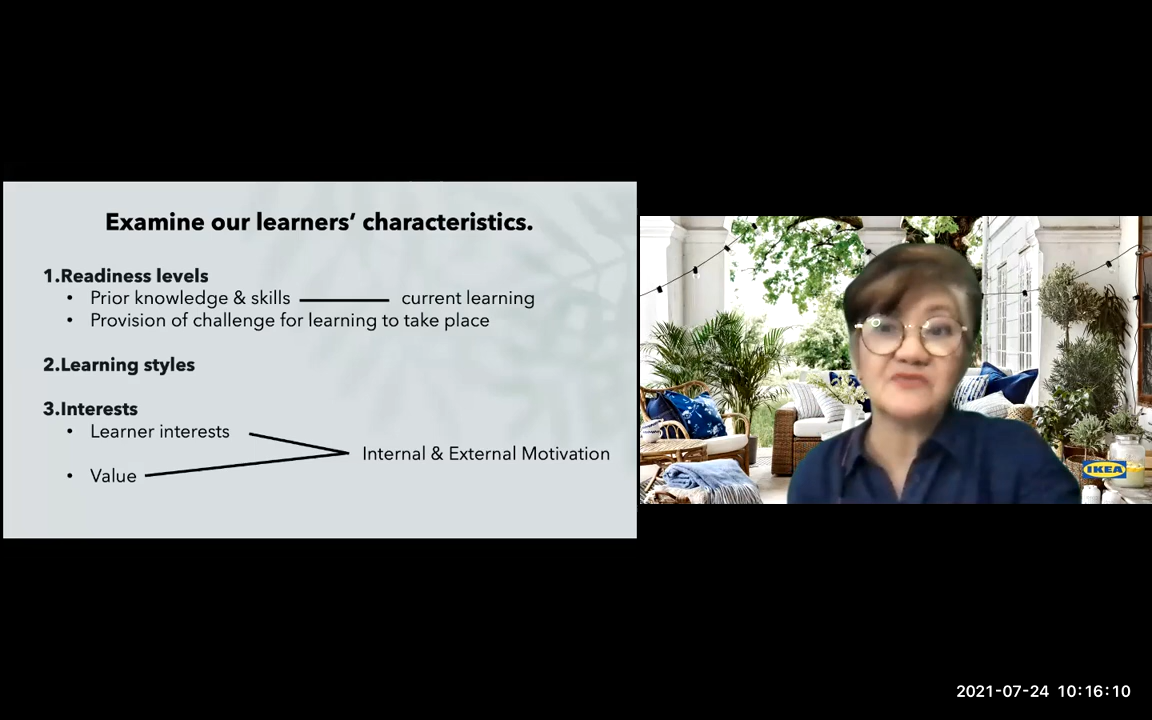 Examine our learners’ characteristics.
1.Readiness levels
• Prior knowledge & skills current learning
• Provision of challenge for learning to take place
2.Learning styles
3.Interests
• Learner interests
Internal & External Motivation
• Value
IKEA
2021-07-24 10:16:10